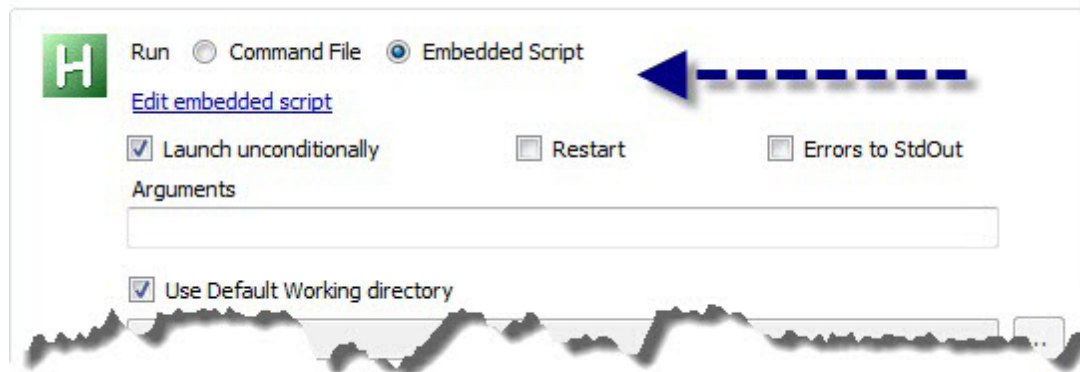 H
Run Command File Embedded Script
Edit embedded script
Launch unconditionally Restart Errors to StdOut
Arguments
Use Default Working directory
...